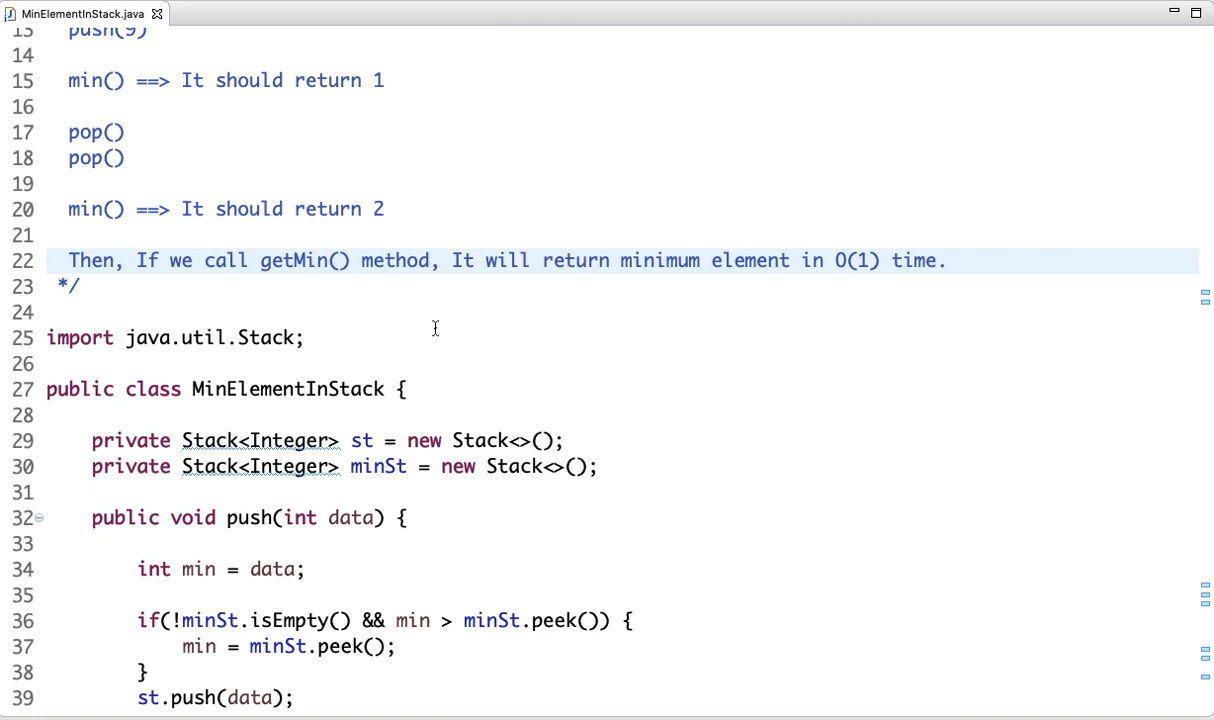 MinElementInStack.java
13 push(9)
14
15 min() ==> It should return 1
16
17 pop()
18 pop()
19
20 min() ==> It should return 2
21
22 Then, If we call getMin() method, It will return minimum element in O(1) time.
23 */
24
25 import java.util.Stack;
26
27 public class MinElementInStack {
28
29 private Stack<Integer> st = new Stack<>();
30 private Stack<Integer> minSt = new Stack<>();
31
32 public void push(int data) {
33
34 int min = data;
35
36 if(!minSt.isEmpty() && min > minSt.peek()) {
37 min = minSt.peek();
38 }
39 st.push(data);